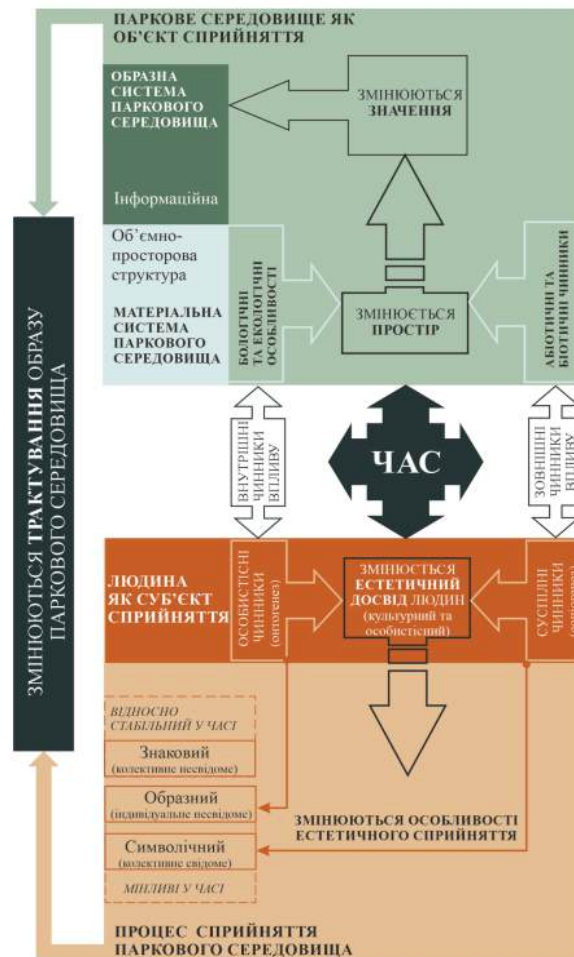 ПАРКОВЕ СЕРЕДОВИЩЕ ЯК
ОБ’ЄКТ СПРИЙНЯТТЯ
ОБРАЗНА
СИСТЕМА
ПАРКОВОГО
СЕРЕДОВИЩА
ЗМІНЮЮТЬСЯ
ЗНАЧЕННЯ
Інформаційна
Об’ємно-
просторова
структура
МАТЕРІАЛЬНА
СИСТЕМА
ПАРКОВОГО
СЕРЕДОВИЩА
БОЛОГІЧНІ
ТА ЕКОЛОГІЧНІ
ОСОБЛИВОСТІ
ЗМІНЮЄТЬСЯ
ПРОСТІР
АБІОТИЧНІ ТА
БІОТИЧНІ ЧИННИКИ
ЗМІНЮЮТЬСЯ ТРАКТУВАННЯ ОБРАЗУ
ПАРКОВОГО СЕРЕДОВИЩА
ВНУТРІШНІ
ЧИННИКИ
ВПЛИВУ
ЧАС
ЗОВНІШНІ
ЧИННИКИ
ВПЛИВУ
ЛЮДИНА
ЯК СУБ’ЄКТ
СПРИЙНЯТТЯ
ОСОБИСТІСНІ
ЧИННИКИ
(онтогенез)
ЗМІНЮЄТЬСЯ
ЕСТЕТИЧНИЙ
ДОСВІД ЛЮДИН
(культурний та
особистісний)
СУСПІЛНІ
ЧИННИКИ
ВІДНОСНО
СТАБІЛЬНИЙ У ЧАСІ
Знаковий
(колективне несвідоме)
Образний
(індивідуальне несвідоме)
Символічний
(колективне свідоме)
МІНЛИВІ У ЧАСІ
ЗМІНЮЮТЬСЯ ОСОБЛИВОСТІ
ЕСТЕТИЧНОГО СПРИЙНЯТТЯ
ПРОЦЕС СПРИЙНЯТТЯ
ПАРКОВОГО СЕРЕДОВИЩА